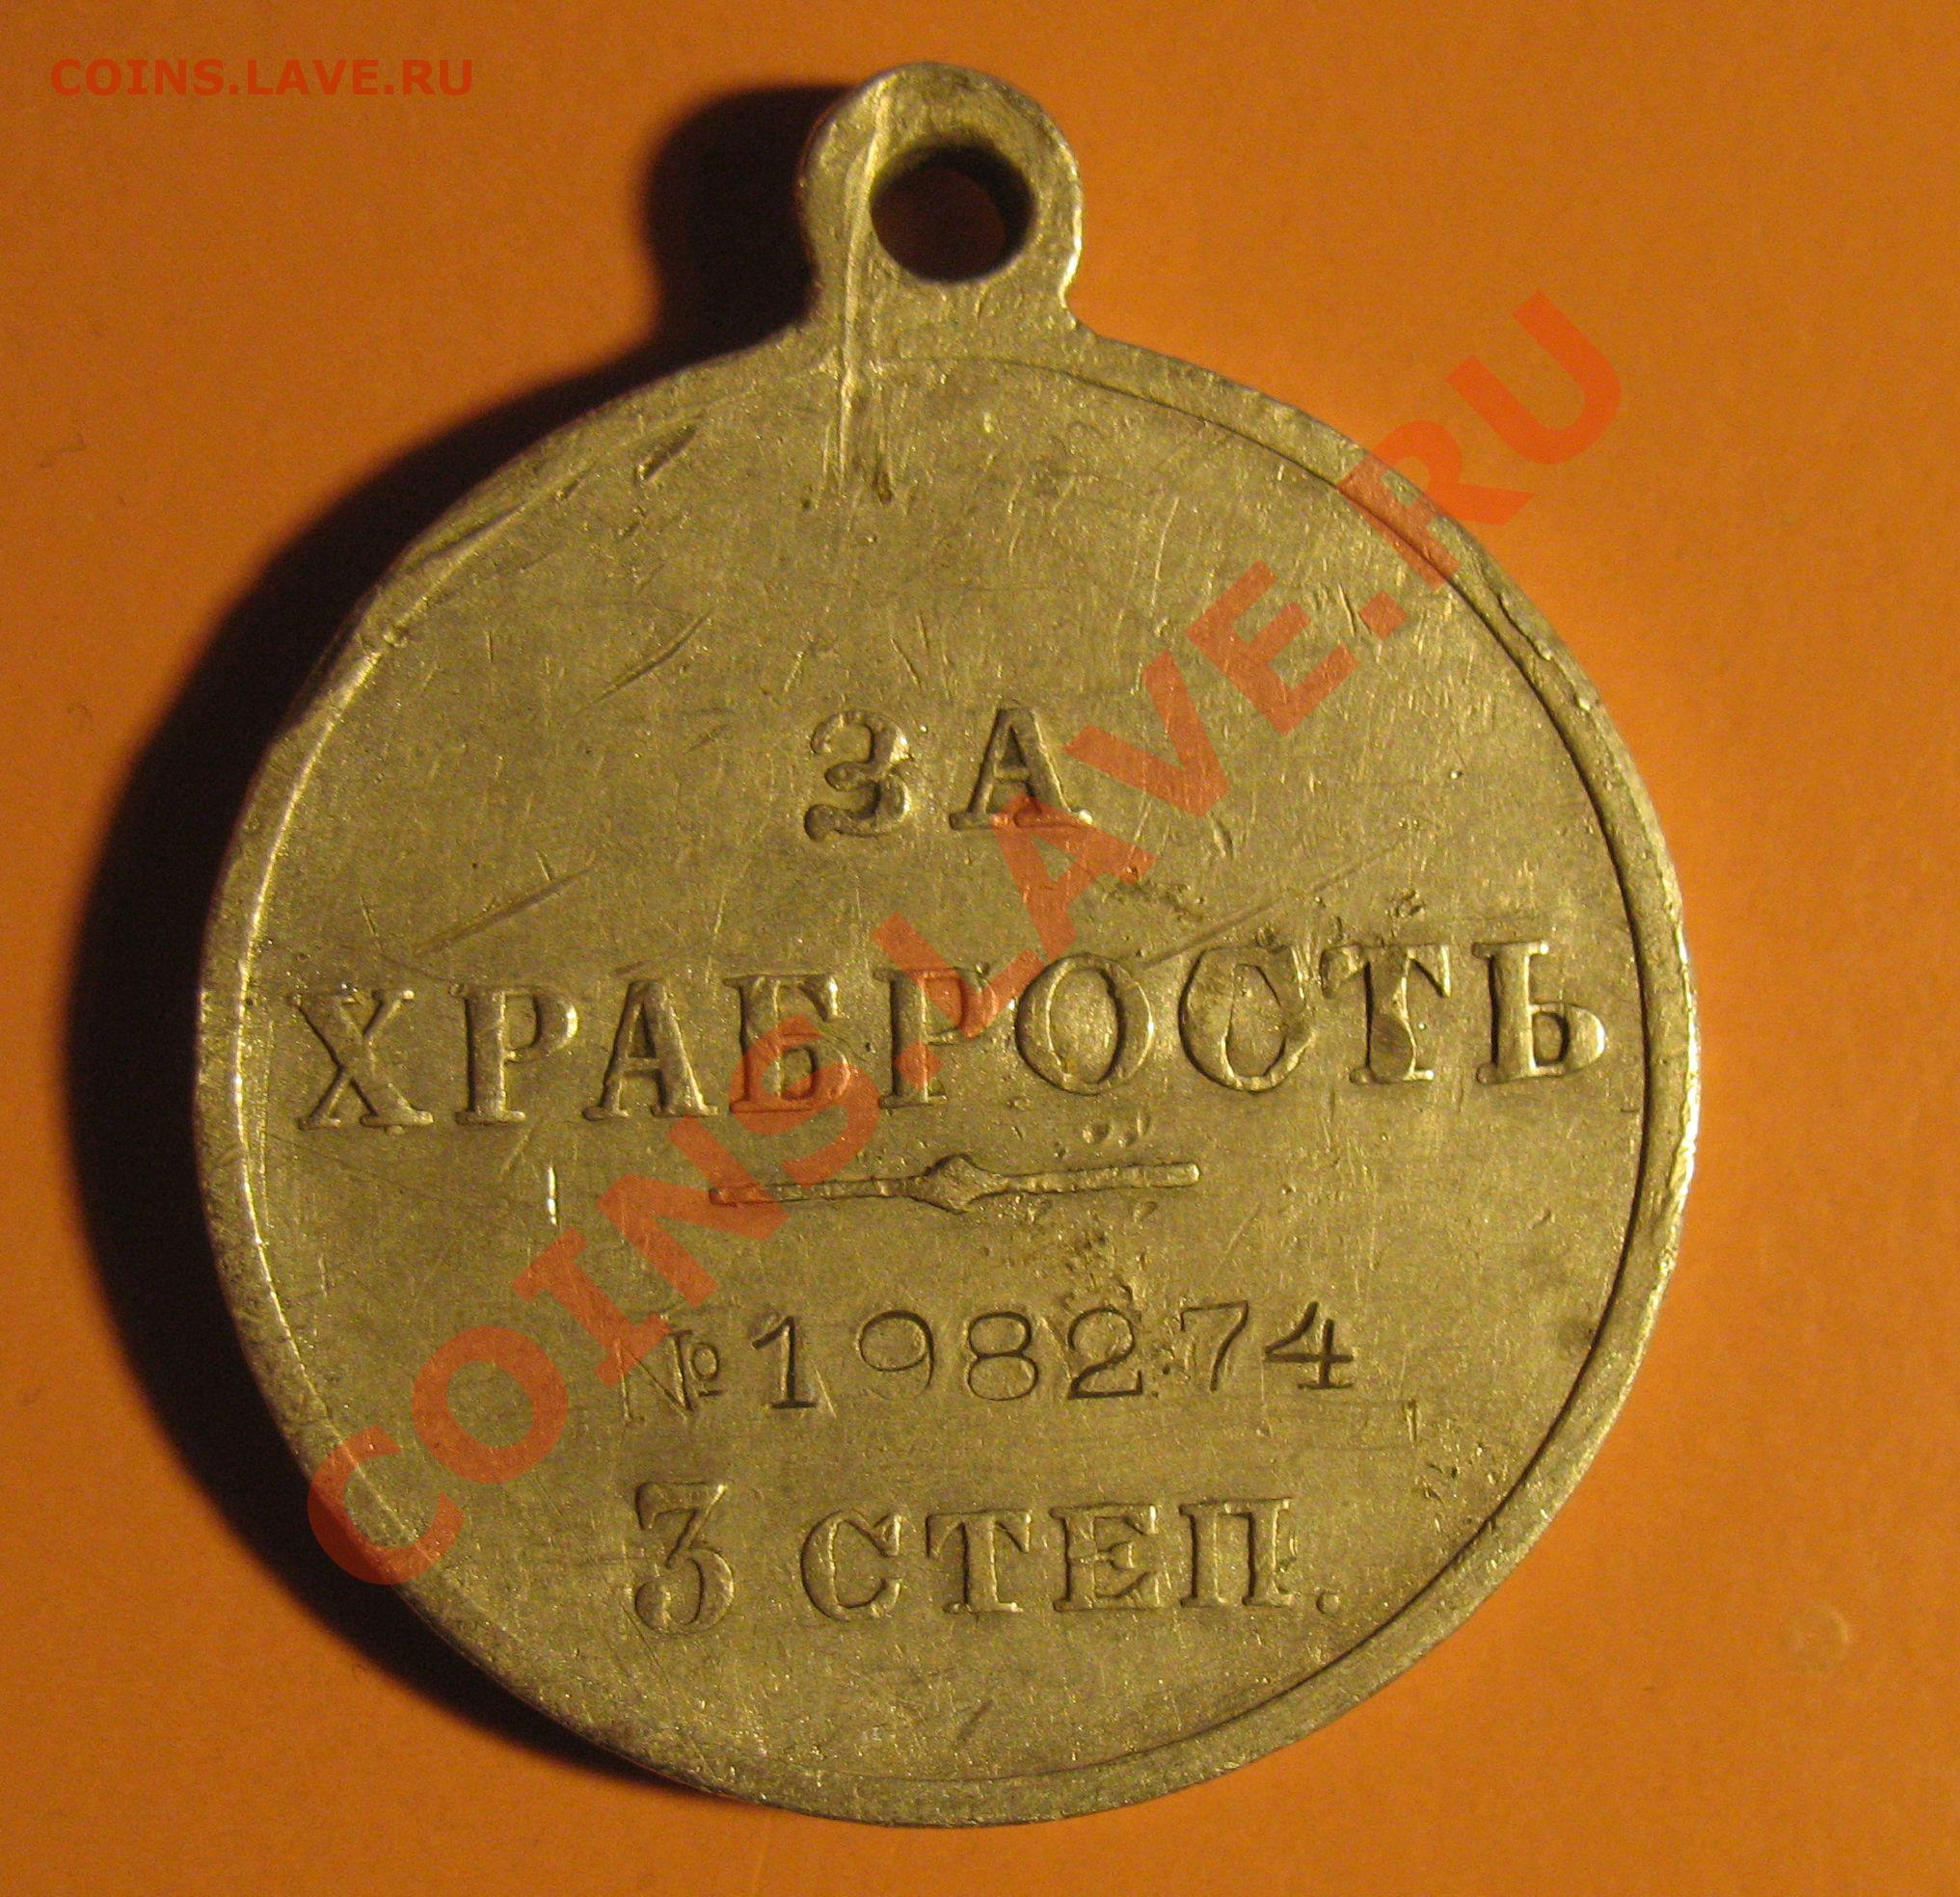 COINS.LAVE.RU
ЗА
ХРАБРОСТЬ
№198274
3 СТЕП.
COINS.LAVE.RU